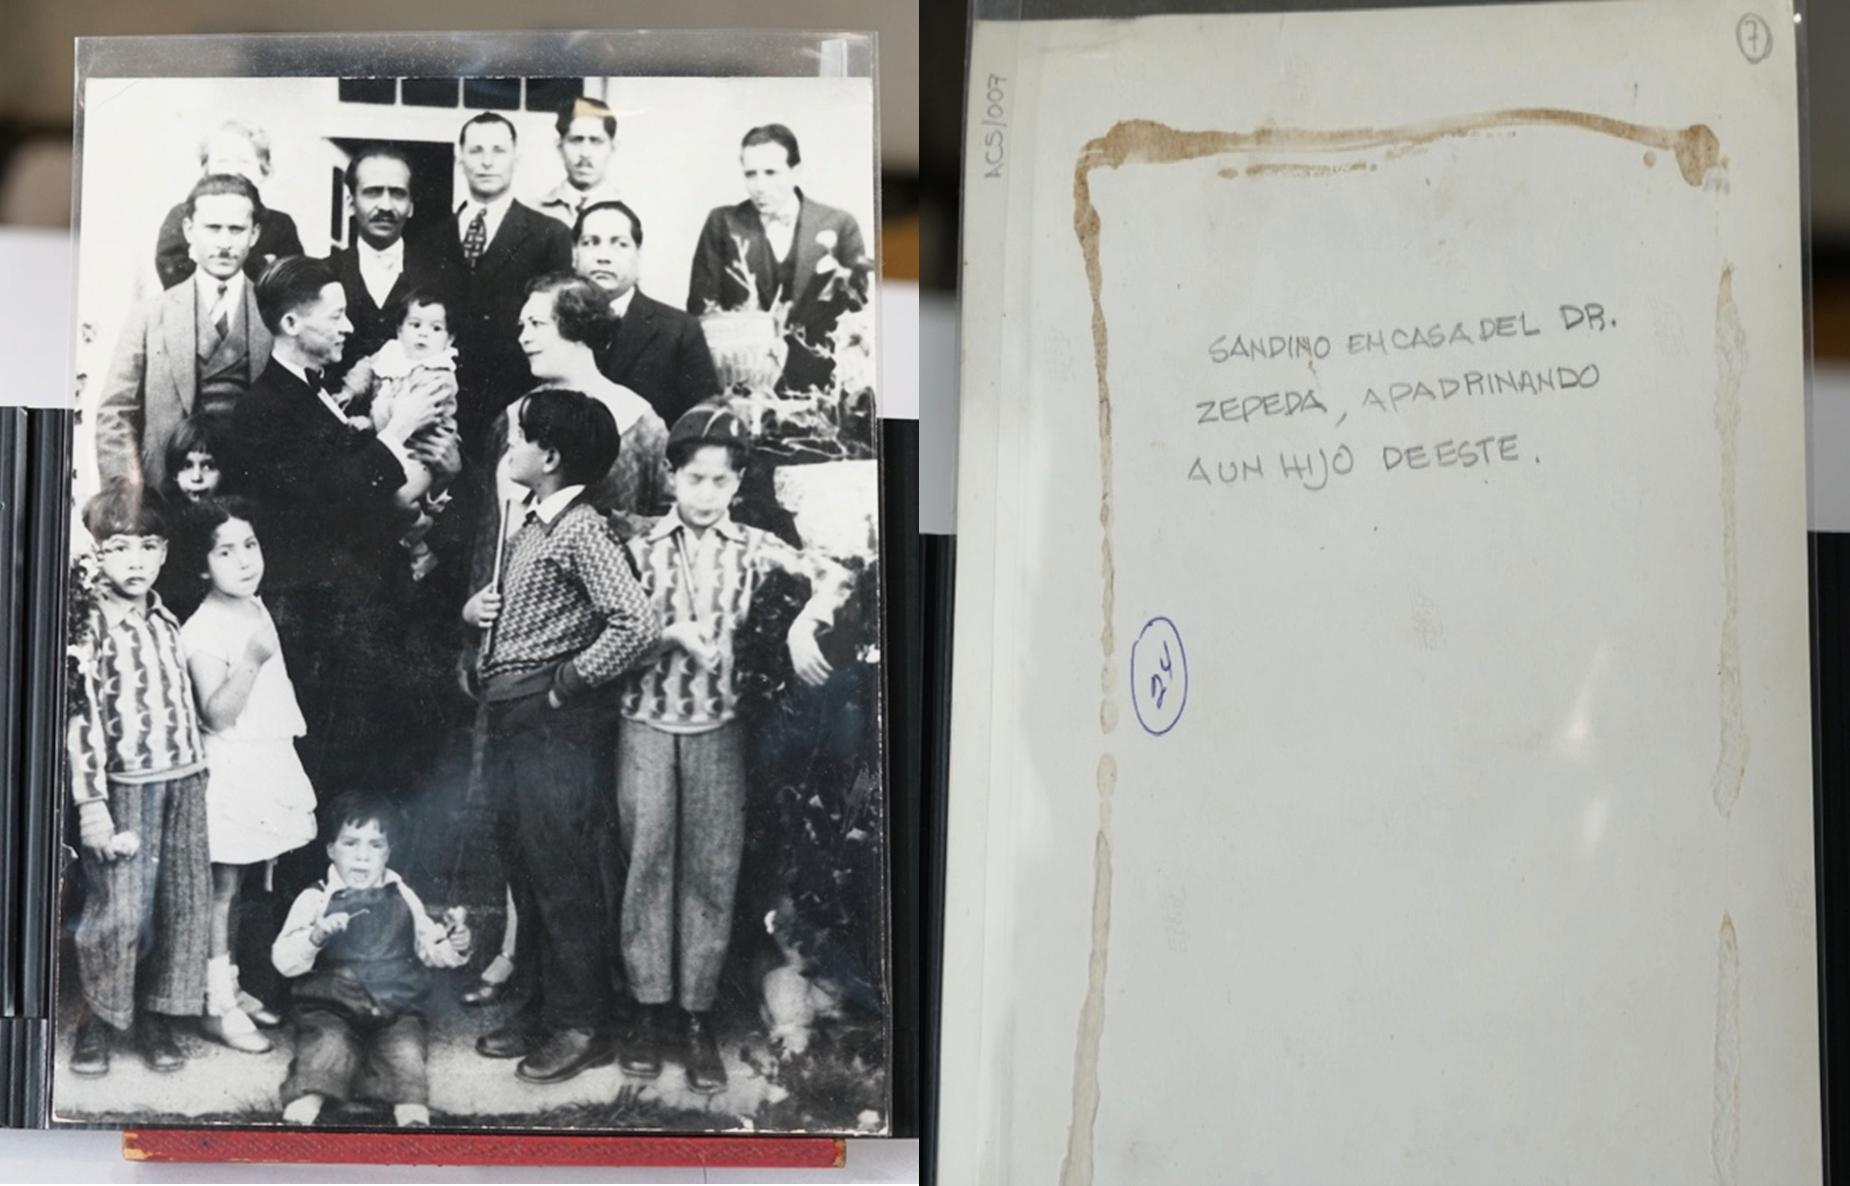 7
ACS/007
SANDINO EN CASA DEL DR.
ZEPEDA, APADRINANDO
A UN HIJO DE ESTE.
24